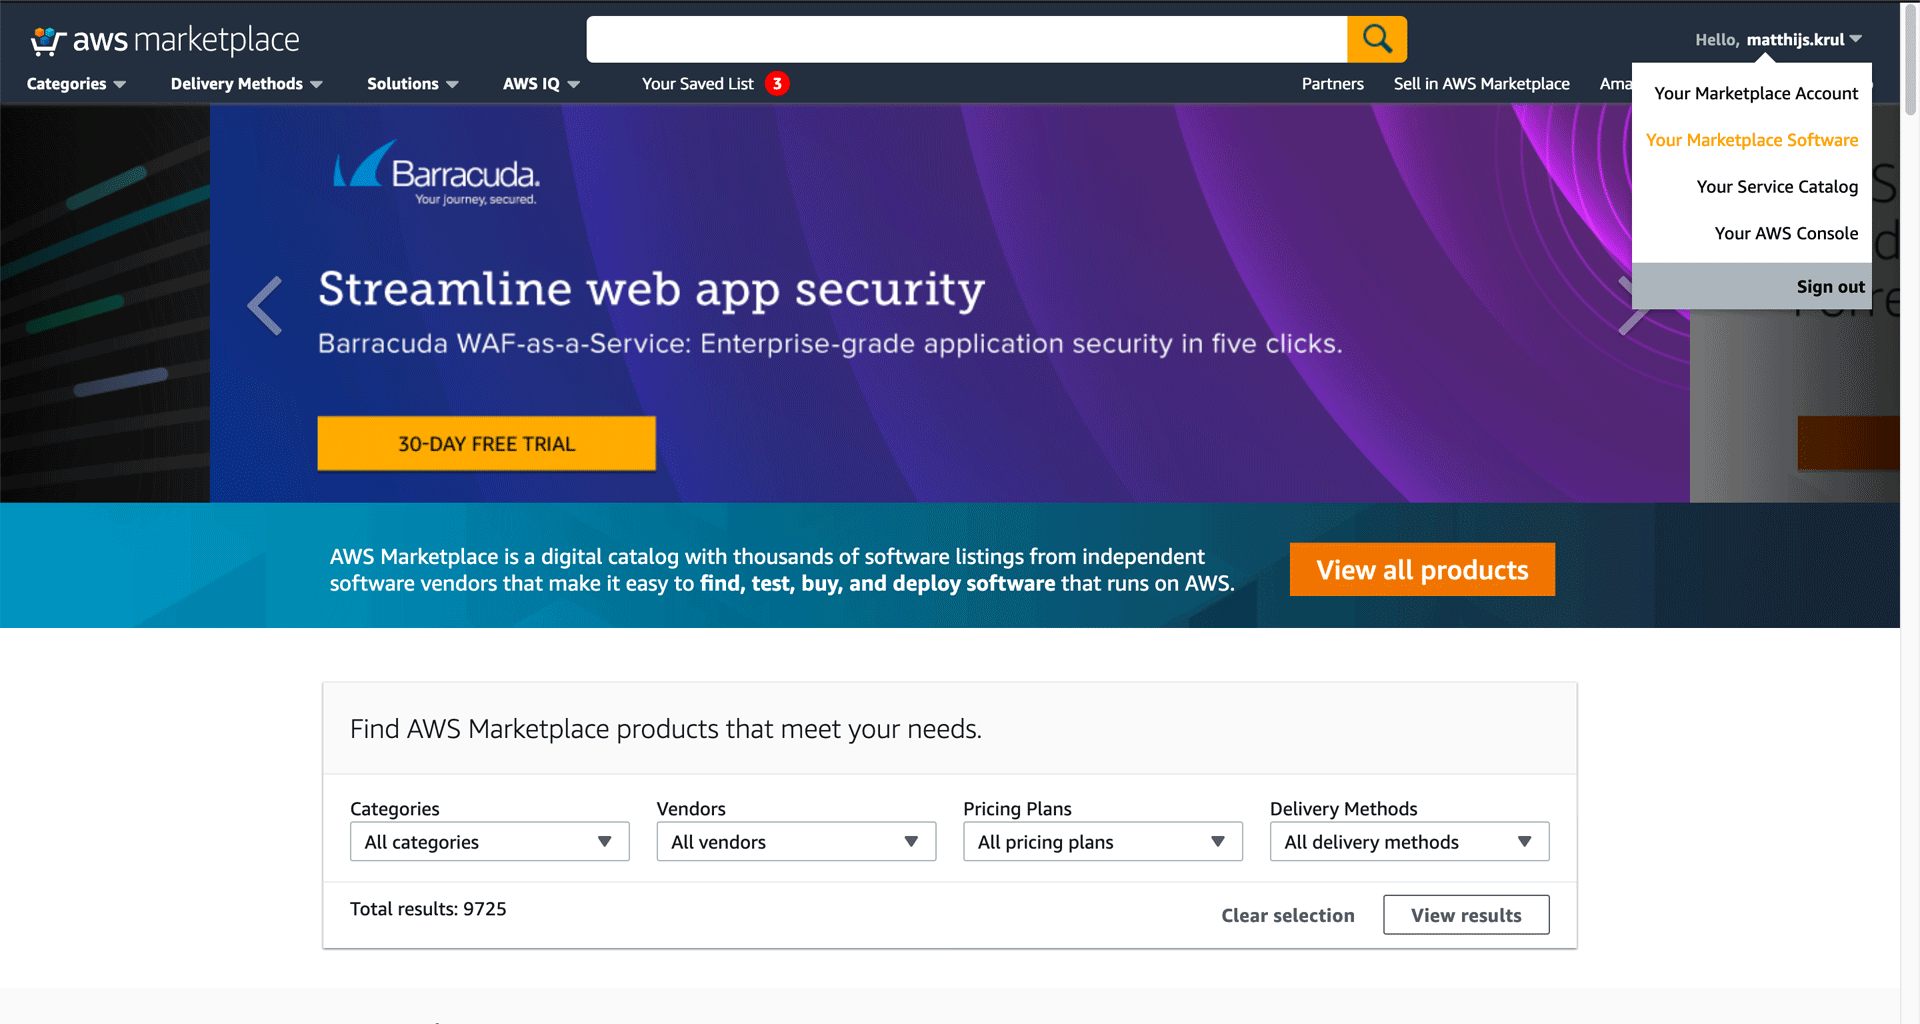 aws marketplace
Hello, matthijs.krul
Categories
Delivery Methods
Solutions
AWS IQ
Your Saved List 3
Partners
Sell in AWS Marketplace
Your Marketplace Account
Your Marketplace Software
Your Service Catalog
Your AWS Console
Sign out
Barracuda.
Your journey, secured.
Streamline web app security
Barracuda WAF-as-a-Service: Enterprise-grade application security in five clicks.
30-DAY FREE TRIAL
AWS Marketplace is a digital catalog with thousands of software listings from independent
software vendors that make it easy to find, test, buy, and deploy software that runs on AWS.
View all products
Find AWS Marketplace products that meet your needs.
Categories
All categories
Vendors
All vendors
Pricing Plans
All pricing plans
Delivery Methods
All delivery methods
Total results: 9725
Clear selection
View results